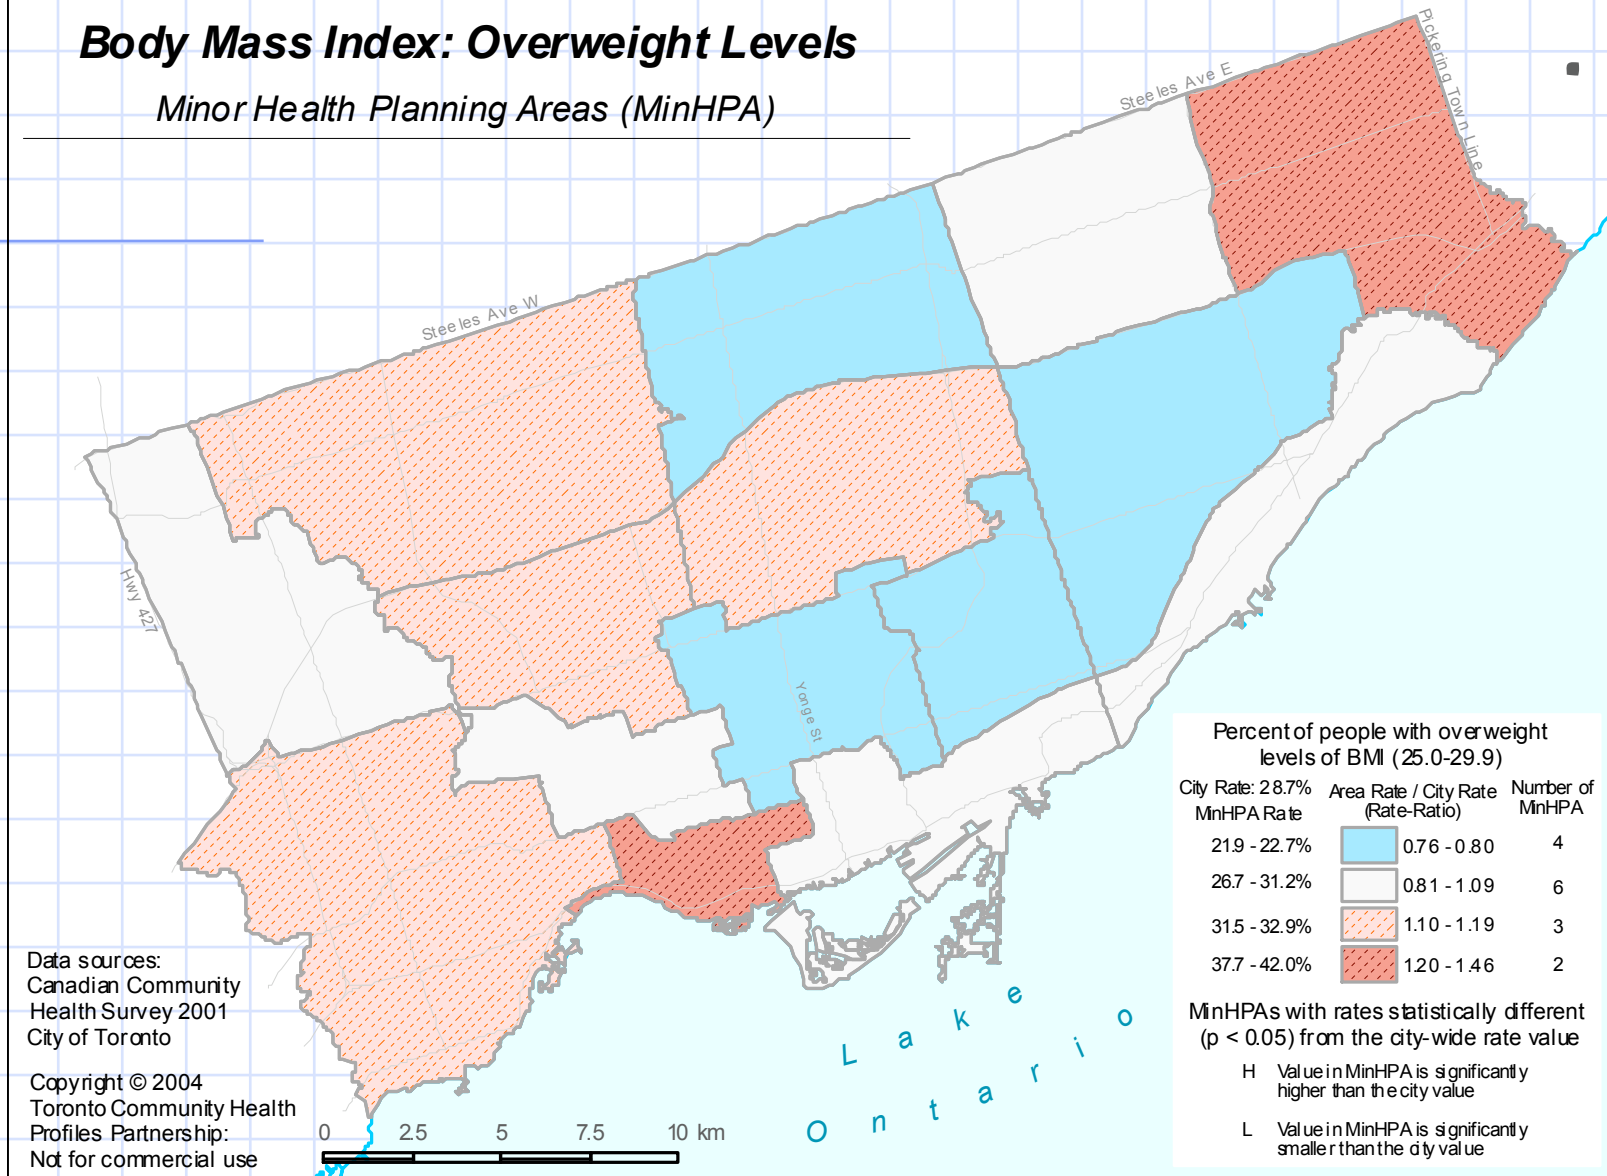 Body Mass Index: Overweight Levels
Minor Health Planning Areas (MinHPA)
Pickering Town Line
Steeles Ave E
Steeles Ave W
Hwy 427
Yonge St
Percent of people with overweight
levels of BMI (25.0-29.9)
City Rate: 28.7%
MinHPA Rate
Area Rate / City Rate
(Rate-Ratio)
Number of
MinHPA
21.9 - 22.7% 0.76 - 0.80 4
26.7 - 31.2% 0.81 - 1.09 6
31.5 - 32.9% 1.10 - 1.19 3
37.7 - 42.0% 1.20 - 1.46 2
MinHPAs with rates statistically different
(p < 0.05) from the city-wide rate value
H Value in MinHPA is significantly
higher than the city value
L Value in MinHPA is significantly
smaller than the city value
Data sources:
Canadian Community
Health Survey 2001
City of Toronto
Copyright © 2004
Toronto Community Health
Profiles Partnership:
Not for commercial use
0 2.5 5 7.5 10 km
Lake
Ontario